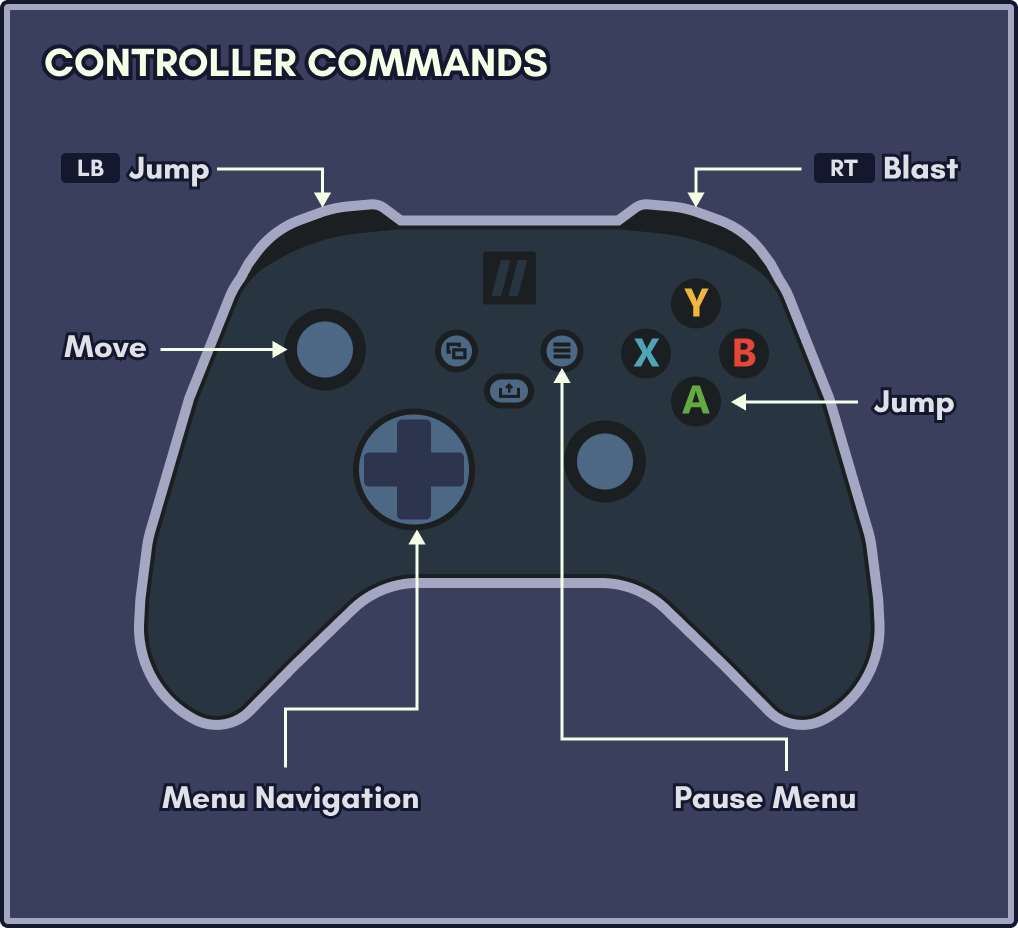 CONTROLLER COMMANDS
LB Jump
RT Blast
Y
Move
X
B
A
Jump
Menu Navigation
Pause Menu